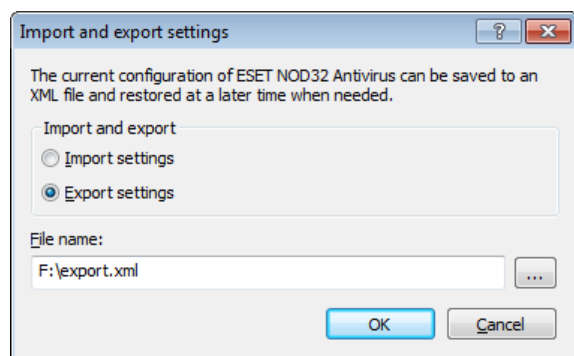 Import and export settings
The current configuration of ESET NOD32 Antivirus can be saved to an
XML file and restored at a later time when needed.
Import and export
Import settings
Export settings
File name:
F:\export.xml
...
OK
Cancel